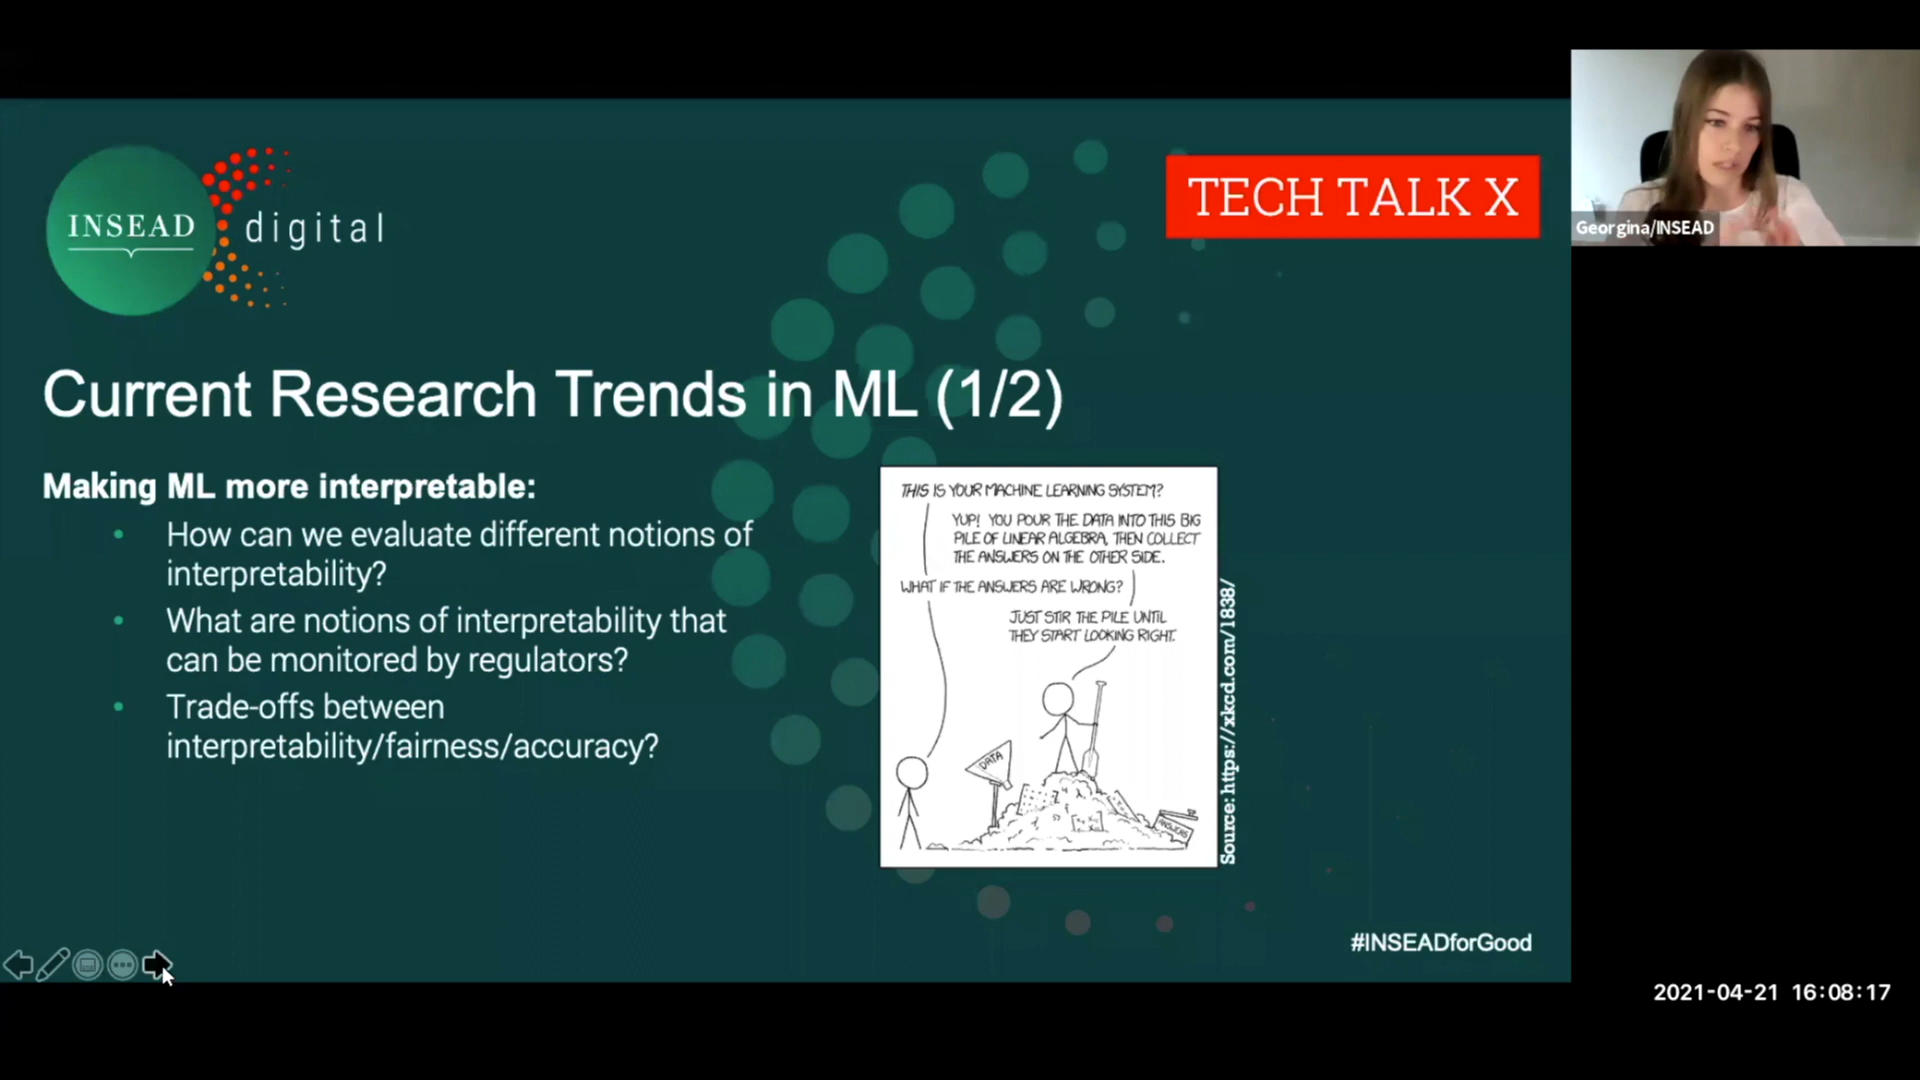 INSEAD
digital
TECH TALK X
Georgina/INSEAD
Current Research Trends in ML (1/2)
Making ML more interpretable:
• How can we evaluate different notions of
interpretability?
• What are notions of interpretability that
can be monitored by regulators?
• Trade-offs between
interpretability/fairness/accuracy?
THIS IS YOUR MACHINE LEARNING SYSTEM?
YUP! YOU POUR THE DATA INTO THIS BIG
PILE OF LINEAR ALGEBRA, THEN COLLECT
THE ANSWERS ON THE OTHER SIDE.
WHAT IF THE ANSWERS ARE WRONG?
JUST STIR THE PILE UNTIL
THEY START LOOKING RIGHT.
DATA
ANSWERS
Source: https://xkcd.com/1838/
#INSEADforGood
2021-04-21 16:08:17